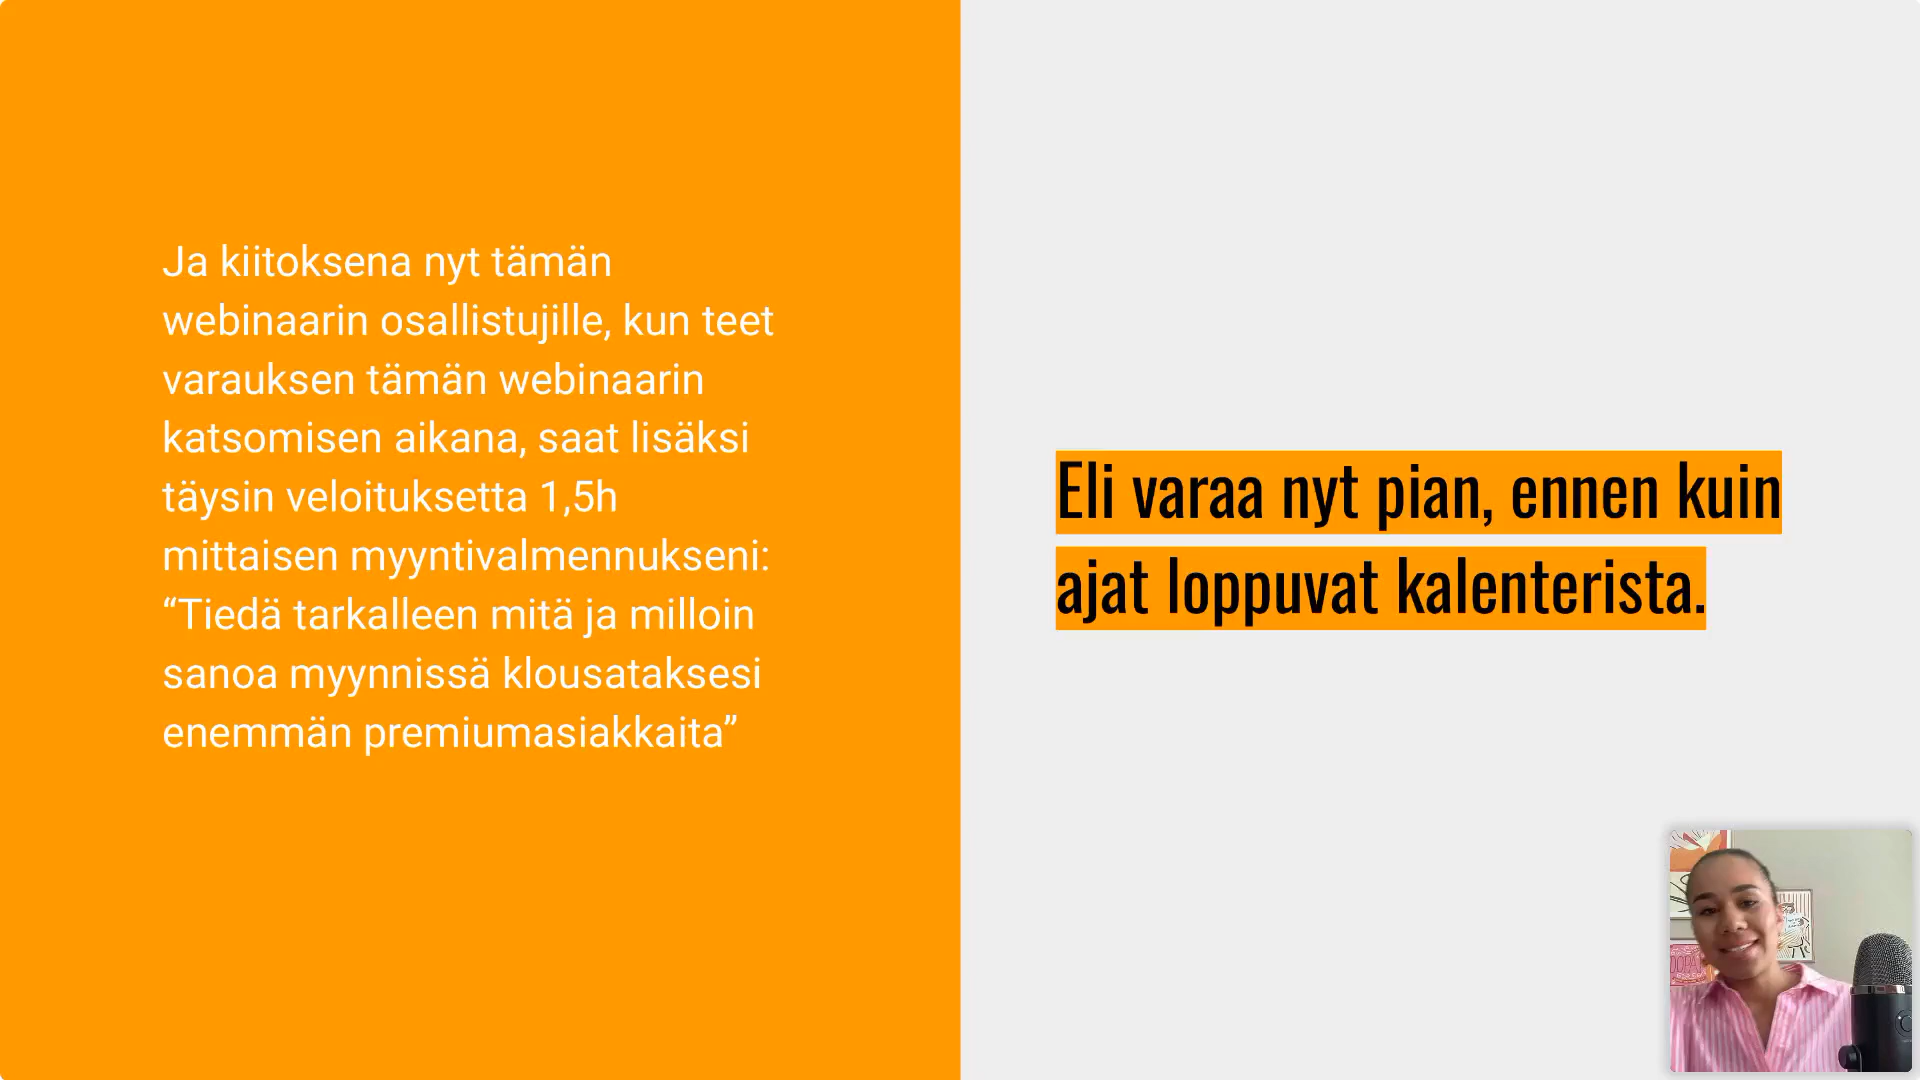 Ja kiitoksena nyt tämän
webinaarin osallistujille, kun teet
varauksen tämän webinaarin
katsomisen aikana, saat lisäksi
täysin veloituksetta 1,5h
mittaisen myyntivalmennukseni:
“Tiedä tarkalleen mitä ja milloin
sanoa myynnissä klousataksesi
enemmän premiumasiakkaita”
Eli varaa nyt pian, ennen kuin
ajat loppuvat kalenterista.